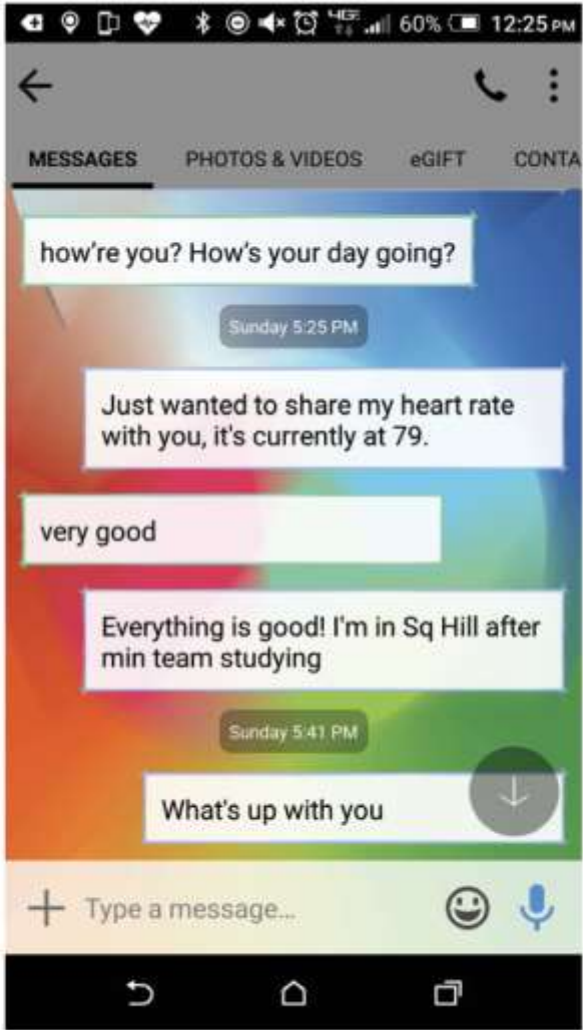 4G LTE 60% 12:25 PM
MESSAGES PHOTOS & VIDEOS eGIFT CONTA
how're you? How's your day going?
Sunday 5:25 PM
Just wanted to share my heart rate
with you, it's currently at 79.
very good
Everything is good! I'm in Sq Hill after
min team studying
Sunday 5:41 PM
What's up with you
Type a message...